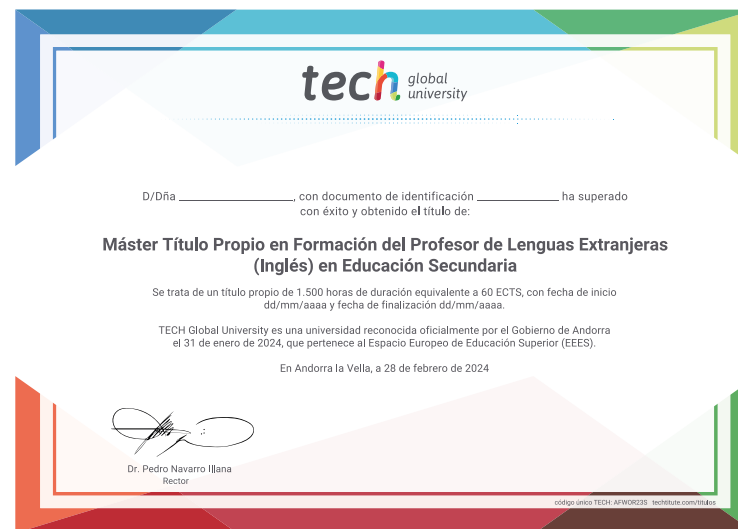 tech global
university
D/Dña ____________, con documento de identificación ____________ ha superado
con éxito y obtenido el título de:
Máster Título Propio en Formación del Profesor de Lenguas Extranjeras
(Inglés) en Educación Secundaria
Se trata de un título propio de 1.500 horas de duración equivalente a 60 ECTS, con fecha de inicio
dd/mm/aaaa y fecha de finalización dd/mm/aaaa.
TECH Global University es una universidad reconocida oficialmente por el Gobierno de Andorra
el 31 de enero de 2024, que pertenece al Espacio Europeo de Educación Superior (EEES).
En Andorra la Vella, a 28 de febrero de 2024
Dr. Pedro Navarro Illana
Rector
código único TECH: AFWOR23S techtitute.com/títulos